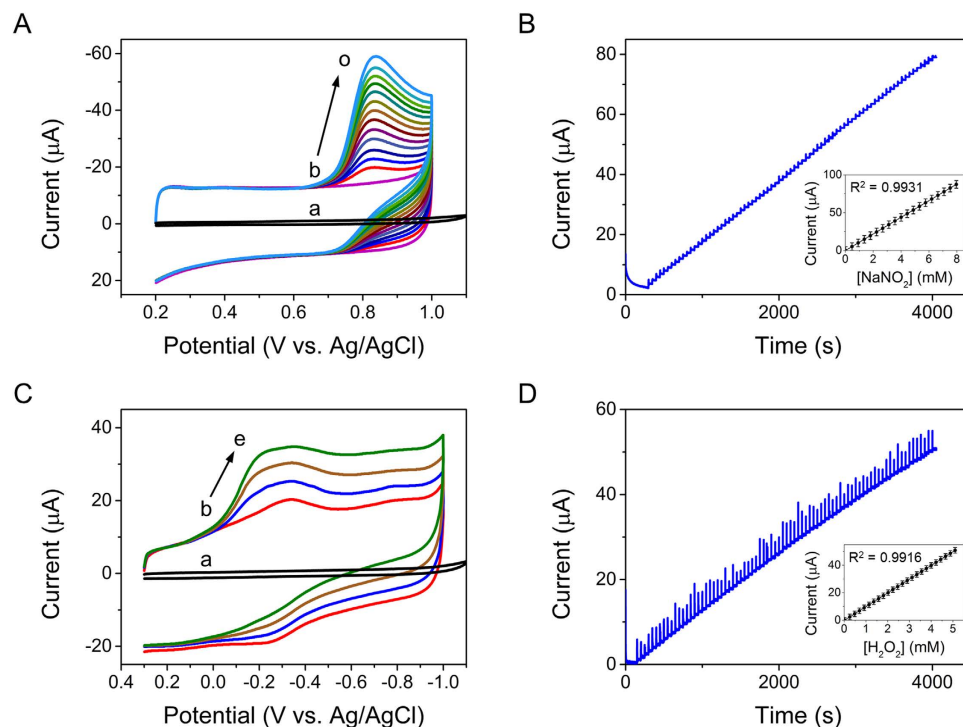 A
-60
-40
-20
0
20
Current (µA)
o
b
a
0.2 0.4 0.6 0.8 1.0
Potential (V vs. Ag/AgCl)
B
80
60
40
20
0
Current (µA)
0 2000 4000
Time (s)
100
50
0
Current (µA)
R² = 0.9931
0 2 4 6 8
[NaNO₂] (mM)
C
40
20
0
-20
Current (µA)
e
b
a
0.4 0.2 0.0 -0.2 -0.4 -0.6 -0.8 -1.0
Potential (V vs. Ag/AgCl)
D
60
40
20
0
Current (µA)
0 2000 4000
Time (s)
40
20
0
Current (µA)
R² = 0.9916
0 1 2 3 4 5
[H₂O₂] (mM)